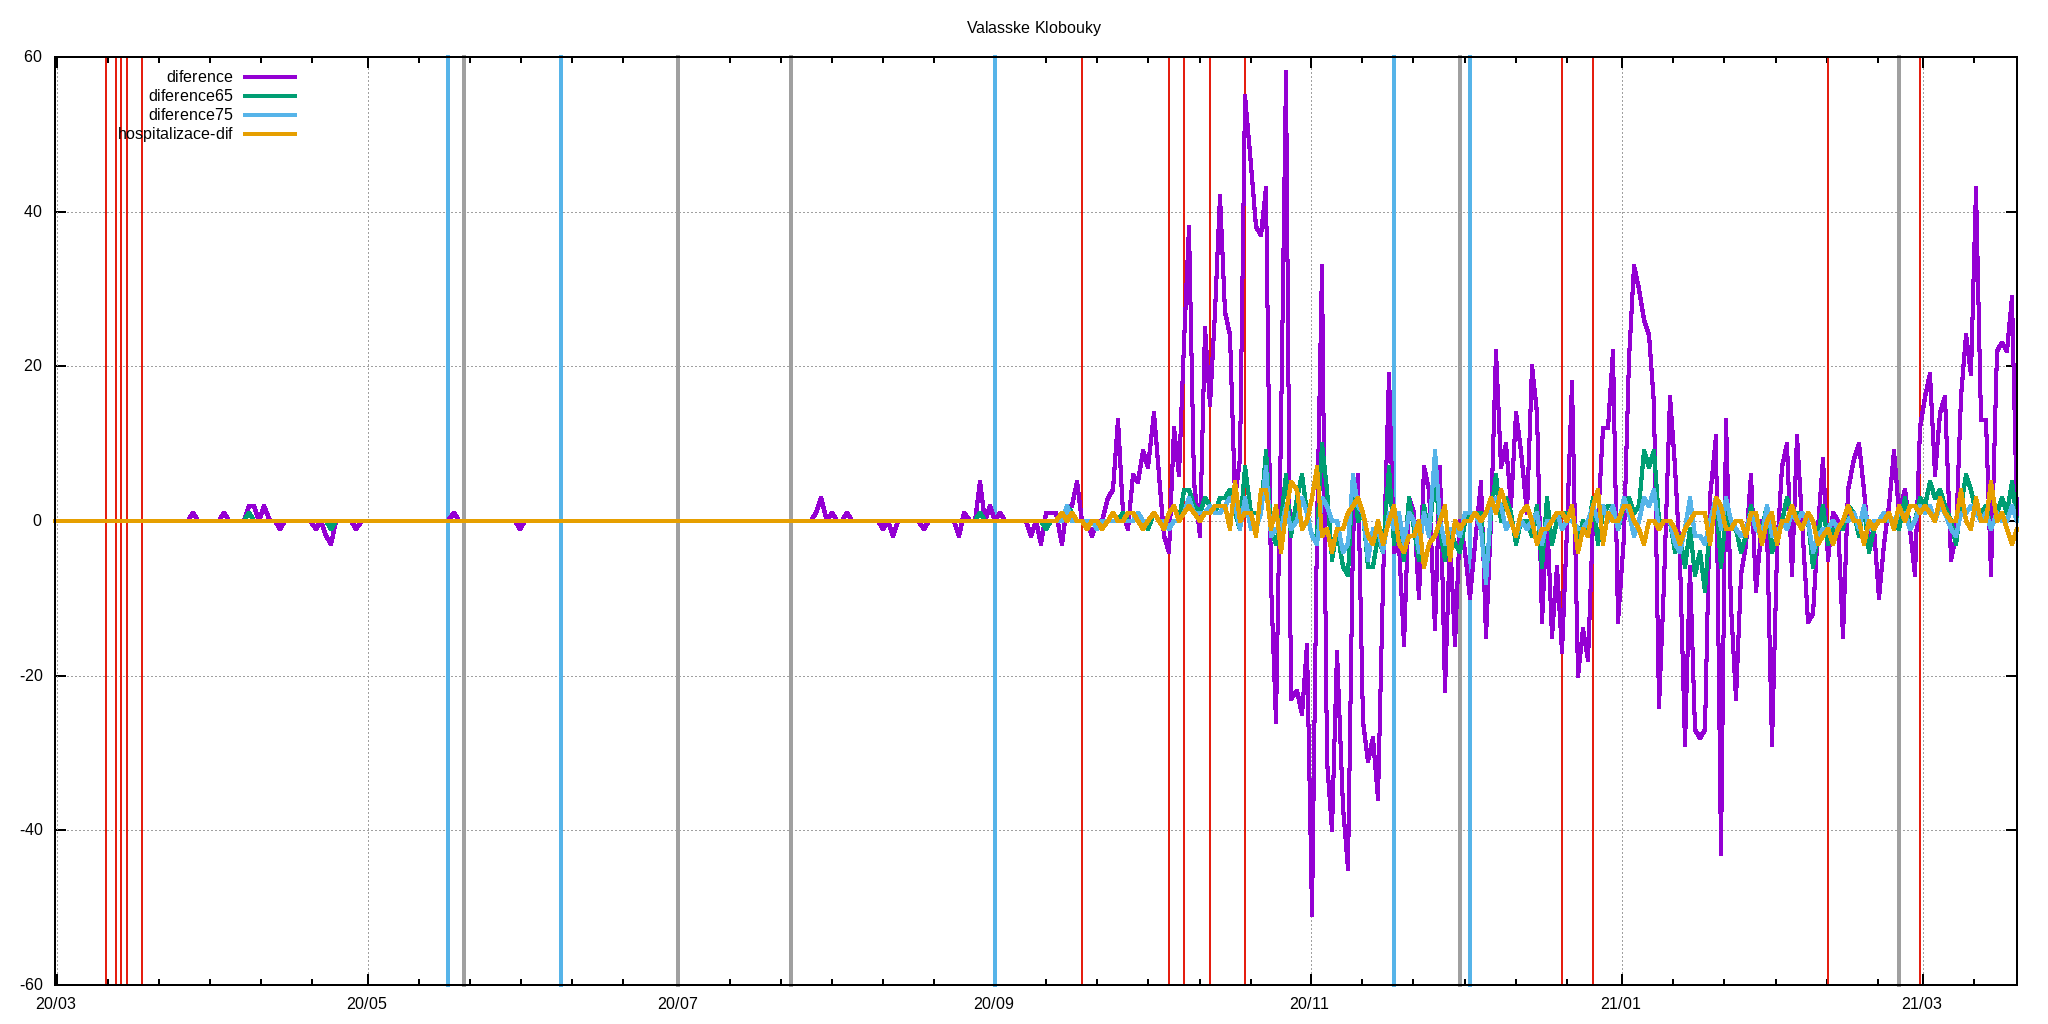 Valasske Klobouky
60
diference
diference65
diference75
hospitalizace-dif
40
20
0
-20
-40
-60
20/03 20/05 20/07 20/09 20/11 21/01 21/03